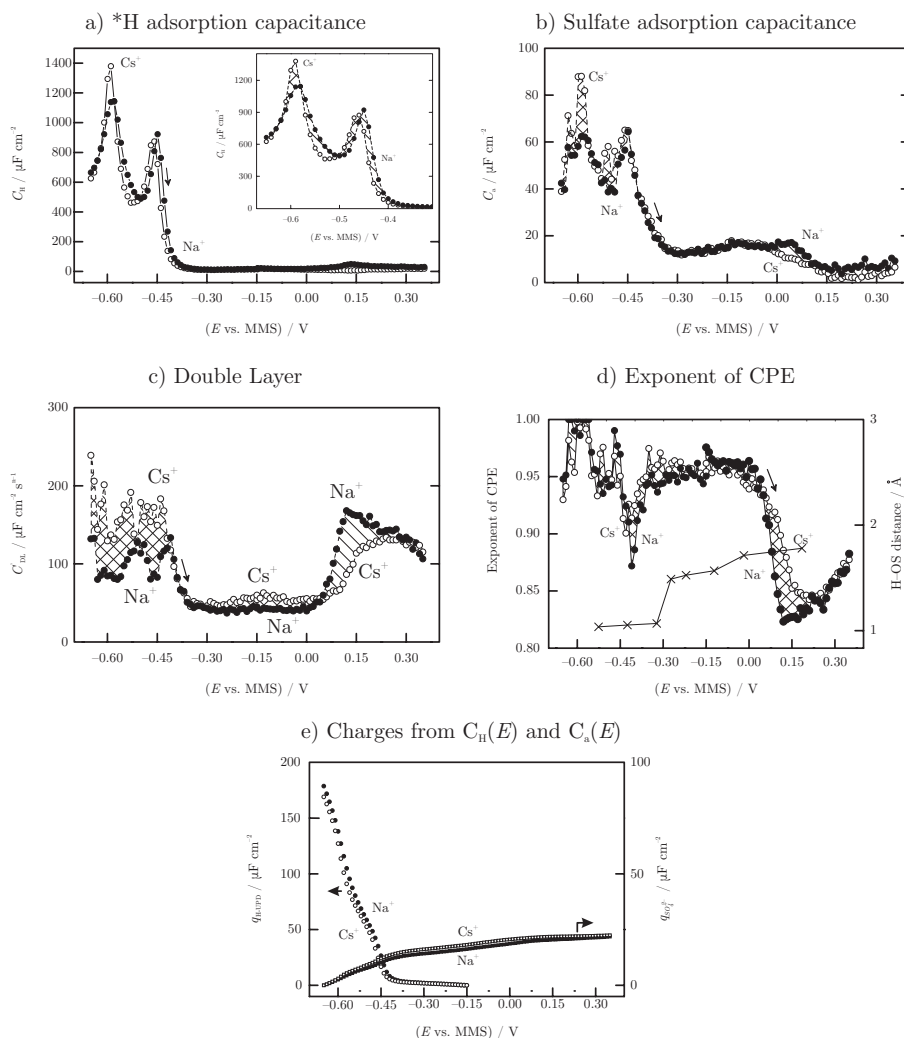 a) *H adsorption capacitance
b) Sulfate adsorption capacitance
C_H / µF cm⁻²
1400
1200
1000
800
600
400
200
0
−0.60 −0.45 −0.30 −0.15 0.00 0.15 0.30
(E vs. MMS) / V
Cs⁺
Na⁺
C_H / µF cm⁻²
1200
900
600
300
0
−0.6 −0.5 −0.4
(E vs. MMS) / V
Cs⁺
Na⁺
C_a / µF cm⁻²
100
80
60
40
20
0
−0.60 −0.45 −0.30 −0.15 0.00 0.15 0.30
(E vs. MMS) / V
Cs⁺
Na⁺
Na⁺
Cs⁺
c) Double Layer
d) Exponent of CPE
C_DL / µF cm⁻² sⁿ⁻¹
300
250
200
150
100
50
0
−0.60 −0.45 −0.30 −0.15 0.00 0.15 0.30
(E vs. MMS) / V
Cs⁺
Na⁺
Na⁺
Cs⁺
Cs⁺
Na⁺
Exponent of CPE
1.00
0.95
0.90
0.85
0.80
−0.60 −0.45 −0.30 −0.15 0.00 0.15 0.30
(E vs. MMS) / V
3
2
1
H–OS distance / Å
Cs⁺
Na⁺
Cs⁺
Na⁺
e) Charges from C_H(E) and C_a(E)
q_H-UPD / µF cm⁻²
200
150
100
50
0
−0.60 −0.45 −0.30 −0.15 0.00 0.15 0.30
(E vs. MMS) / V
100
50
0
q_SO₄²⁻ / µF cm⁻²
Na⁺
Cs⁺
Cs⁺
Na⁺